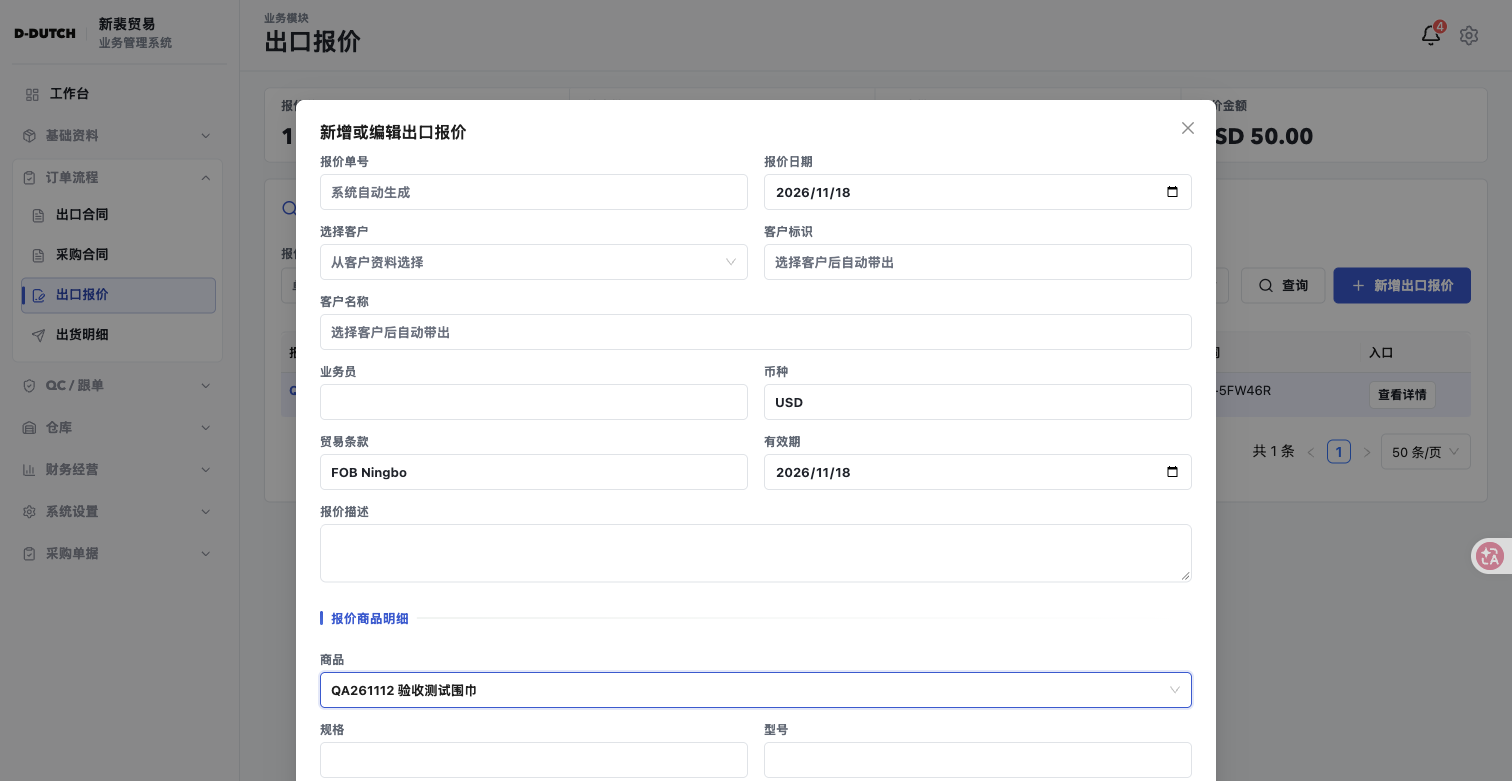 D-DUTCH
新裴贸易
业务管理系统
工作台
基础资料
订单流程
出口合同
采购合同
出口报价
出货明细
QC / 跟单
仓库
财务经营
系统设置
采购单据
业务模块
出口报价
4
价金额
SD 50.00
查询
新增出口报价
入口
-5FW46R
查看详情
共 1 条
1
50 条/页
新增或编辑出口报价
报价单号
报价日期
系统自动生成
2026/11/18
选择客户
客户标识
从客户资料选择
选择客户后自动带出
客户名称
选择客户后自动带出
业务员
币种
USD
贸易条款
有效期
FOB Ningbo
2026/11/18
报价描述
报价商品明细
商品
QA261112 验收测试围巾
规格
型号